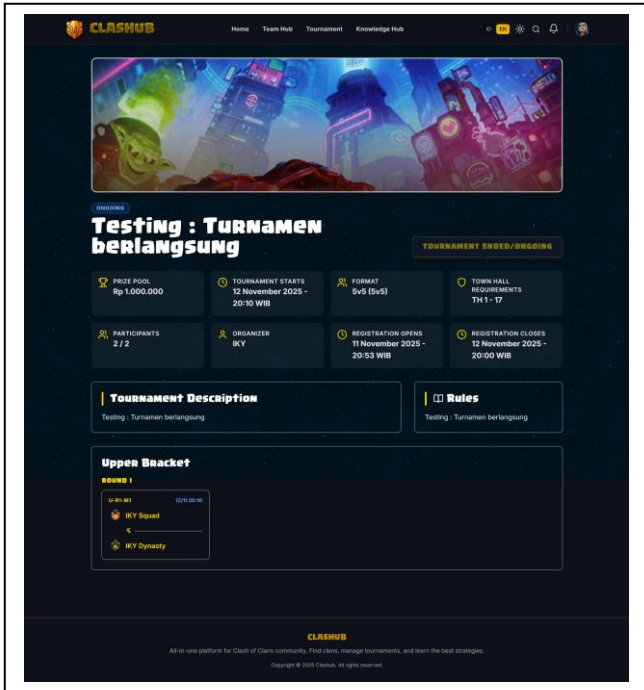 CLASHUB
Home Team Hub Tournament Knowledge Hub
ID EN
ONGOING
Testing : Turnamen
berlangsung
TOURNAMENT ENDED/ONGOING
PRIZE POOL
Rp 1.000.000
TOURNAMENT STARTS
12 November 2025 -
20:10 WIB
FORMAT
5v5 (5v5)
TOWN HALL
REQUIREMENTS
TH 1 - 17
PARTICIPANTS
2 / 2
ORGANIZER
IKY
REGISTRATION OPENS
11 November 2025 -
20:53 WIB
REGISTRATION CLOSES
12 November 2025 -
20:00 WIB
Tournament Description
Testing : Turnamen berlangsung
Rules
Testing : Turnamen berlangsung
Upper Bracket
ROUND 1
U-R1-M1 12/11 20:10
IKY Squad
IKY Dynasty
CLASHUB
All-in-one platform for Clash of Clans community. Find clans, manage tournaments, and learn the best strategies.
Copyright © 2025 Clashub. All rights reserved.